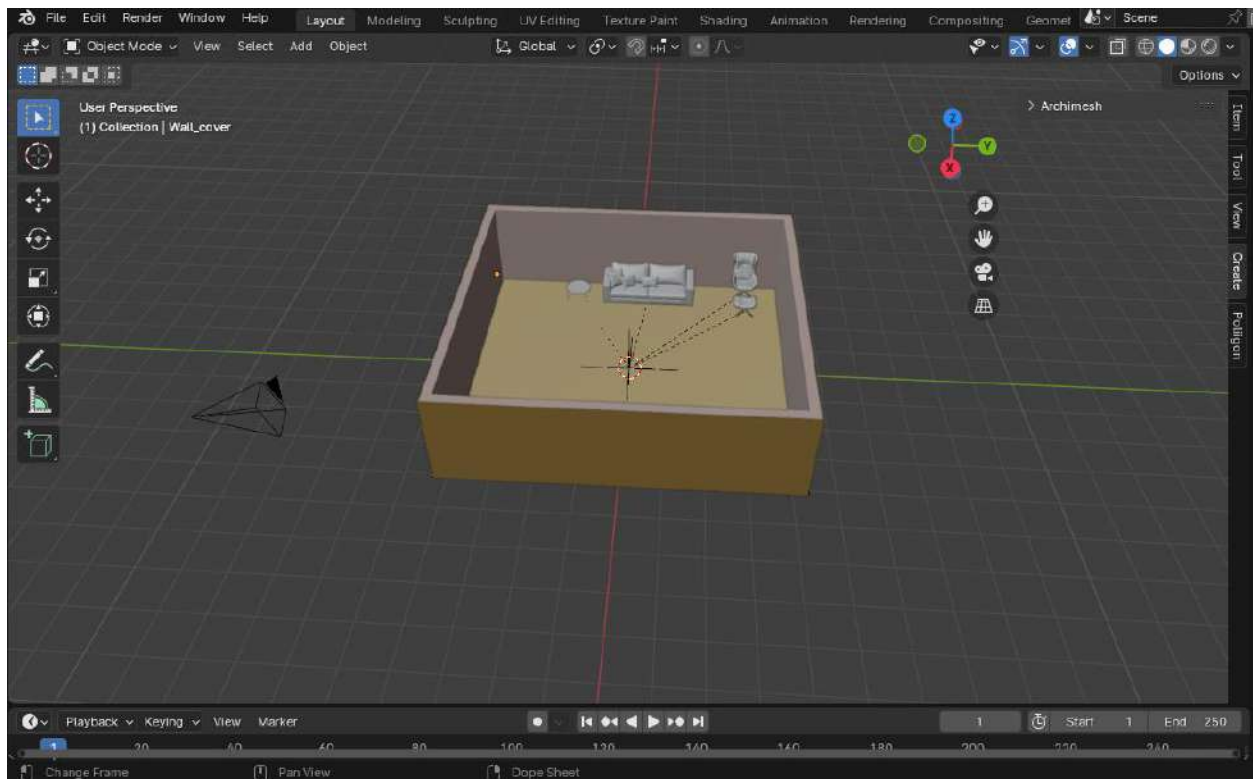 File Edit Render Window Help Layout Modeling Sculpting UV Editing Texture Paint Shading Animation Rendering Compositing Geomet Scene
Object Mode View Select Add Object Global
Options
User Perspective
(1) Collection | Wall_cover
Archimesh
Z
Y
X
Item
Tool
View
Create
Poliigon
Playback Keying View Marker 1 Start 1 End 250
1 20 40 60 80 100 120 140 160 180 200 220 240
Change Frame Pan View Dope Sheet